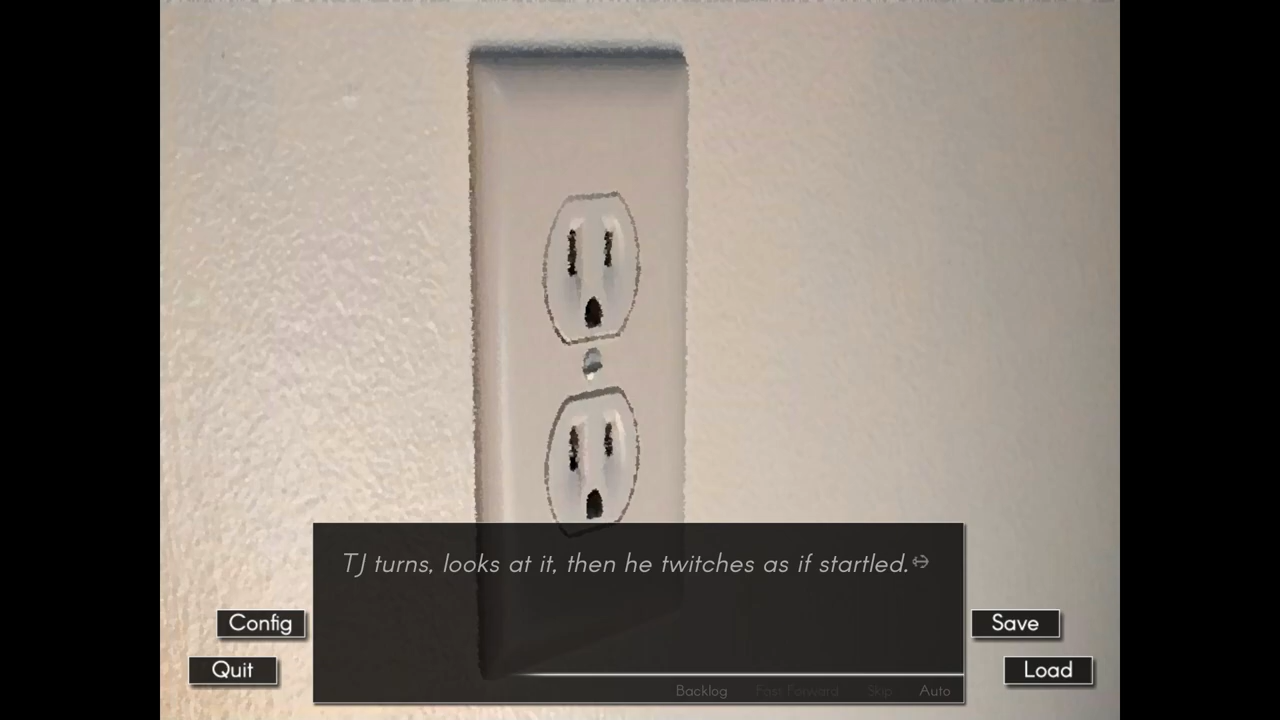 TJ turns, looks at it, then he twitches as if startled.
Config
Save
Quit
Load
Backlog Fast Forward Skip Auto